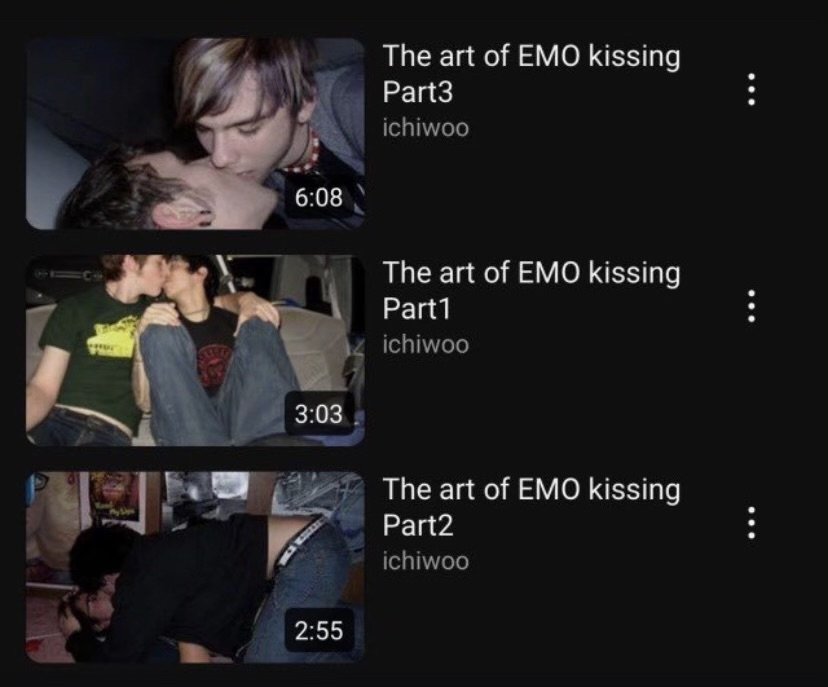 The art of EMO kissing
Part3
ichiwoo
6:08
The art of EMO kissing
Part1
ichiwoo
3:03
The art of EMO kissing
Part2
ichiwoo
2:55